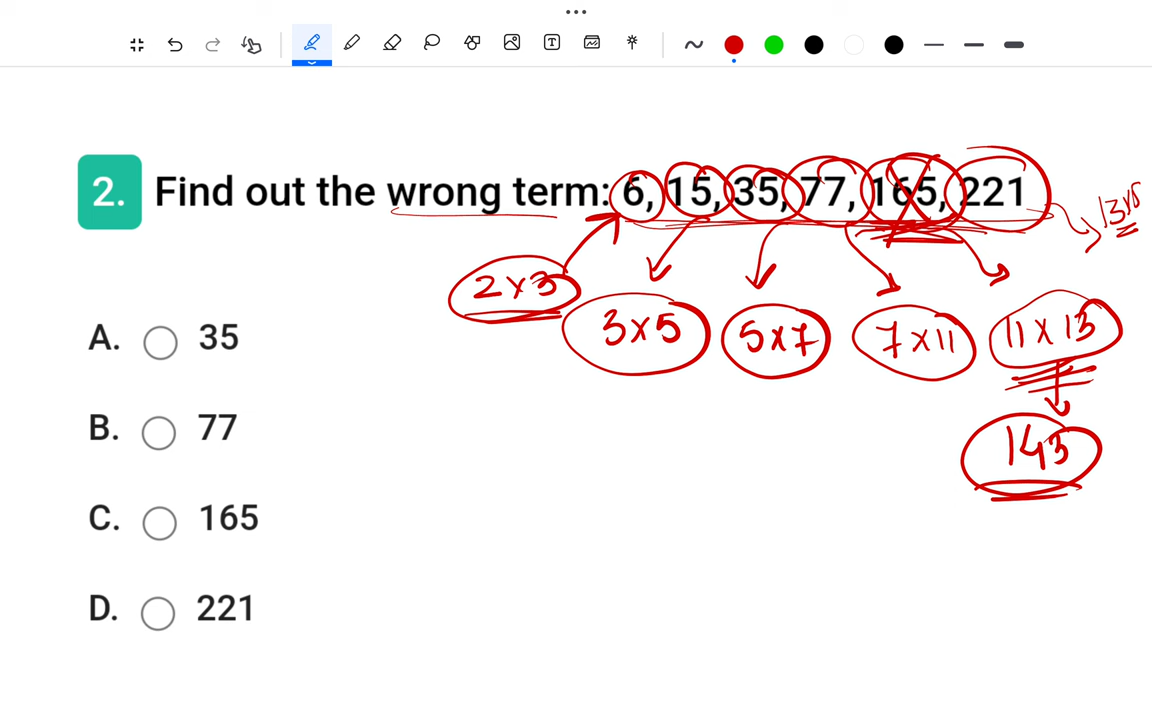 2. Find out the wrong term: 6, 15, 35, 77, 165, 221
2×3
3×5
5×7
7×11
11×13
143
A. 35
B. 77
C. 165
D. 221